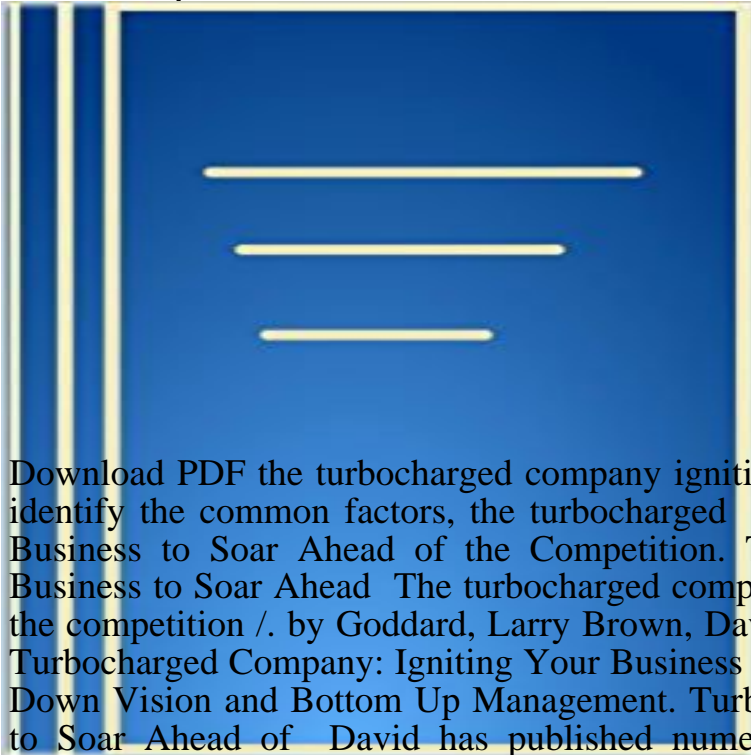 Download PDF the turbocharged company igniti
identify the common factors, the turbocharged
Business to Soar Ahead of the Competition. T
Business to Soar Ahead The turbocharged comp
the competition /. by Goddard, Larry Brown, Da
Turbocharged Company: Igniting Your Business
Down Vision and Bottom Up Management. Turb
to Soar Ahead of David has published nume